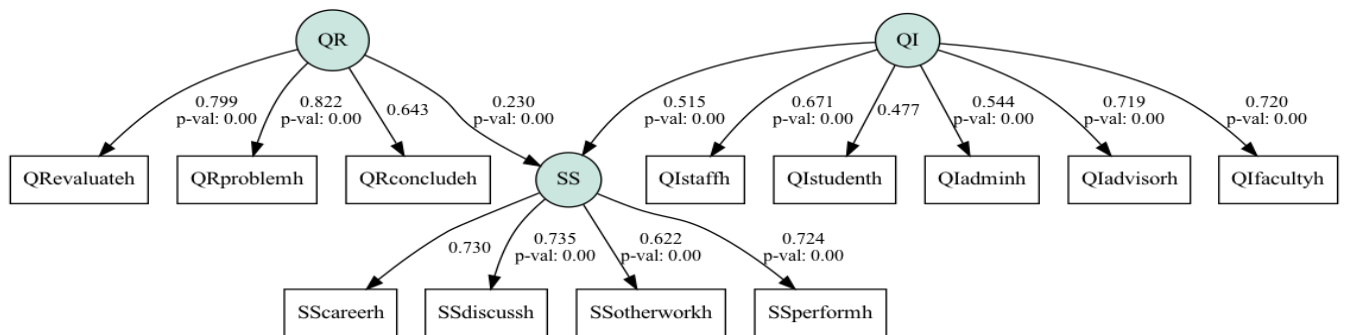 QR
QI
0.799
p-val: 0.00
0.822
p-val: 0.00
0.643
0.230
p-val: 0.00
0.515
p-val: 0.00
0.671
p-val: 0.00
0.477
0.544
p-val: 0.00
0.719
p-val: 0.00
0.720
p-val: 0.00
QRevaluateh
QRproblemh
QRconcludeh
SS
QIstaffh
QIstudenth
QIadminh
QIadvisorh
QIfacultyh
0.730
0.735
p-val: 0.00
0.622
p-val: 0.00
0.724
p-val: 0.00
SScareerh
SSdiscussh
SSotherworkh
SSperformh